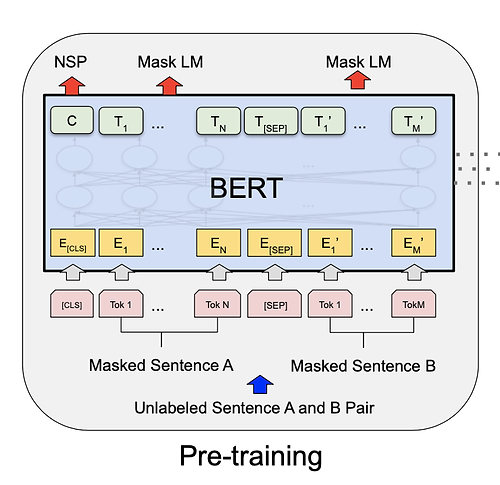 NSP Mask LM Mask LM
C T1 ... TN T[SEP] T1' ... TM'
...
...
BERT
E[CLS] E1 ... EN E[SEP] E1' ... EM'
[CLS] Tok 1 ... Tok N [SEP] Tok 1 ... TokM
Masked Sentence A Masked Sentence B
Unlabeled Sentence A and B Pair
Pre-training